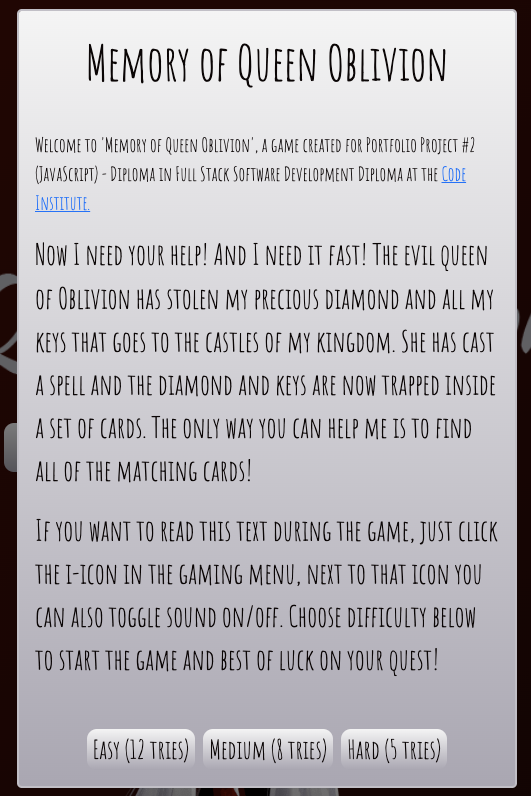 Memory of Queen Oblivion
Welcome to 'Memory of Queen Oblivion', a game created for Portfolio Project #2
(JavaScript) - Diploma in Full Stack Software Development Diploma at the Code
Institute.
Now I need your help! And I need it fast! The evil queen
of Oblivion has stolen my precious diamond and all my
keys that goes to the castles of my kingdom. She has cast
a spell and the diamond and keys are now trapped inside
a set of cards. The only way you can help me is to find
all of the matching cards!
If you want to read this text during the game, just click
the i-icon in the gaming menu, next to that icon you
can also toggle sound on/off. Choose difficulty below
to start the game and best of luck on your quest!
Easy (12 tries) Medium (8 tries) Hard (5 tries)